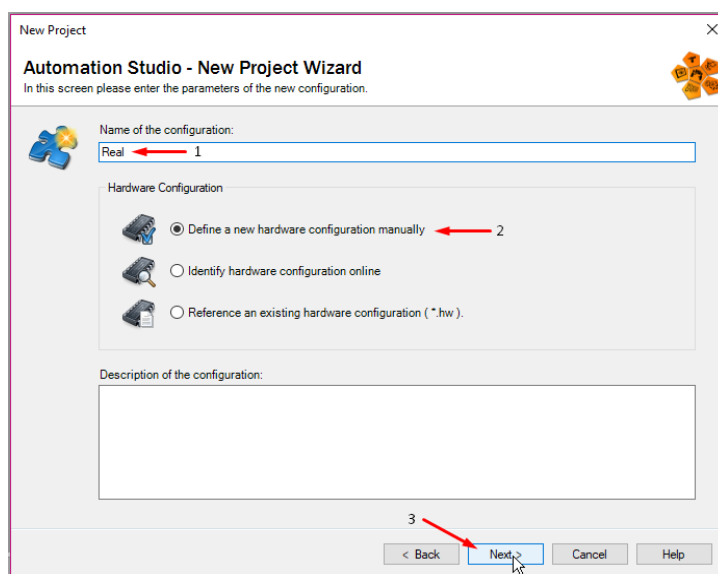 New Project
Automation Studio - New Project Wizard
In this screen please enter the parameters of the new configuration.
Name of the configuration:
Real 1
Hardware Configuration
Define a new hardware configuration manually 2
Identify hardware configuration online
Reference an existing hardware configuration ( *.hw ).
Description of the configuration:
3
< Back Next > Cancel Help